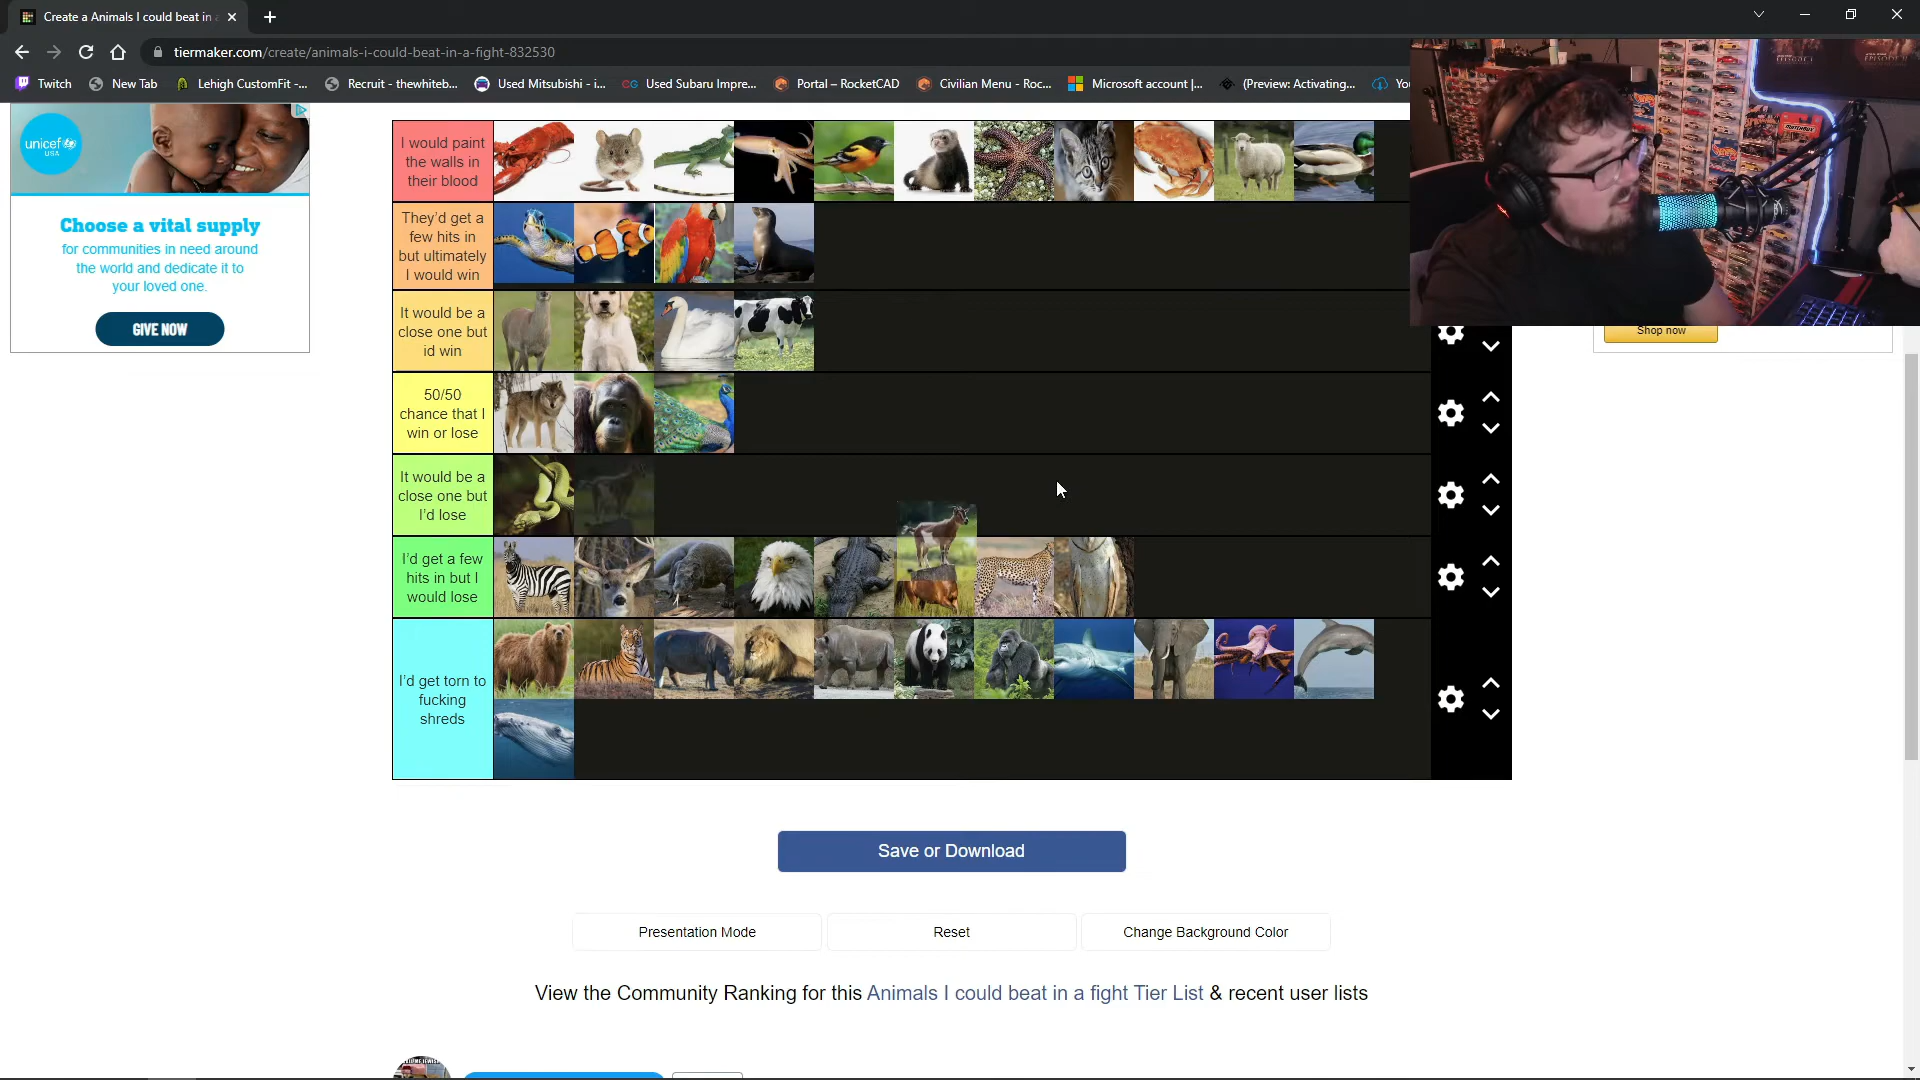 Create a Animals I could beat in a
tiermaker.com/create/animals-i-could-beat-in-a-fight-832530
Twitch
New Tab
Lehigh CustomFit -...
Recruit - thewhiteb...
Used Mitsubishi - i...
CG Used Subaru Impre...
Portal – RocketCAD
Civilian Menu - Roc...
Microsoft account |...
(Preview: Activating...
unicef
USA
Choose a vital supply
for communities in need around
the world and dedicate it to
your loved one.
GIVE NOW
I would paint
the walls in
their blood
They'd get a
few hits in
but ultimately
I would win
It would be a
close one but
id win
50/50
chance that I
win or lose
It would be a
close one but
I'd lose
I'd get a few
hits in but I
would lose
I'd get torn to
fucking
shreds
MATCHBOX
Shop now
Save or Download
Presentation Mode
Reset
Change Background Color
View the Community Ranking for this Animals I could beat in a fight Tier List & recent user lists